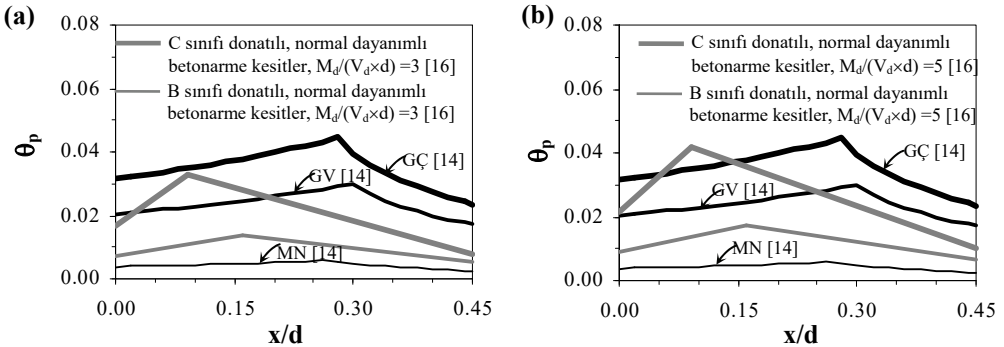 (a)
0.08
0.06
0.04
0.02
0.00
θp
C sınıfı donatılı, normal dayanımlı
betonarme kesitler, Md/(Vd×d) =3 [16]
B sınıfı donatılı, normal dayanımlı
betonarme kesitler, Md/(Vd×d) =3 [16]
GÇ [14]
GV [14]
MN [14]
0.00 0.15 0.30 0.45
x/d
(b)
0.08
0.06
0.04
0.02
0.00
θp
C sınıfı donatılı, normal dayanımlı
betonarme kesitler, Md/(Vd×d) =5 [16]
B sınıfı donatılı, normal dayanımlı
betonarme kesitler, Md/(Vd×d) =5 [16]
GÇ [14]
GV [14]
MN [14]
0.00 0.15 0.30 0.45
x/d